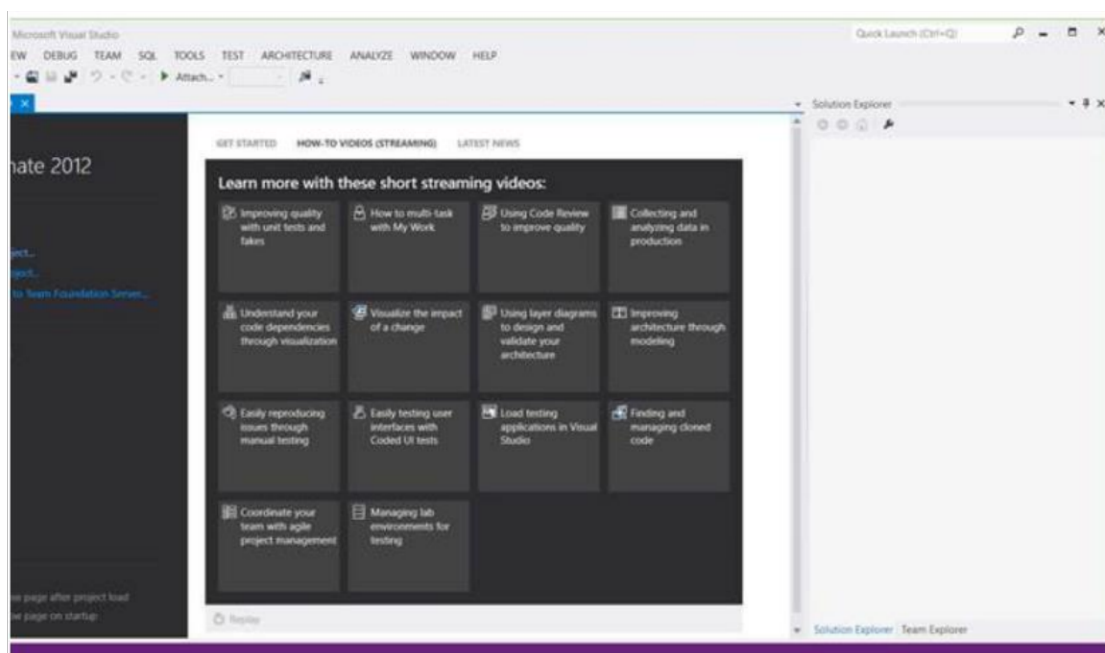 Microsoft Visual Studio
Quick Launch (Ctrl+Q)
EW DEBUG TEAM SQL TOOLS TEST ARCHITECTURE ANALYZE WINDOW HELP
Attach...
Solution Explorer
nate 2012
ject...
ject...
to Team Foundation Server...
w page after project load
w page on startup
GET STARTED HOW-TO VIDEOS (STREAMING) LATEST NEWS
Learn more with these short streaming videos:
Improving quality
with unit tests and
fakes
How to multi-task
with My Work
Using Code Review
to improve quality
Collecting and
analyzing data in
production
Understand your
code dependencies
through visualization
Visualize the impact
of a change
Using layer diagrams
to design and
validate your
architecture
Improving
architecture through
modeling
Easily reproducing
issues through
manual testing
Easily testing user
interfaces with
Coded UI tests
Load testing
applications in Visual
Studio
Finding and
managing cloned
code
Coordinate your
team with agile
project management
Managing lab
environments for
testing
Replay
Solution Explorer Team Explorer